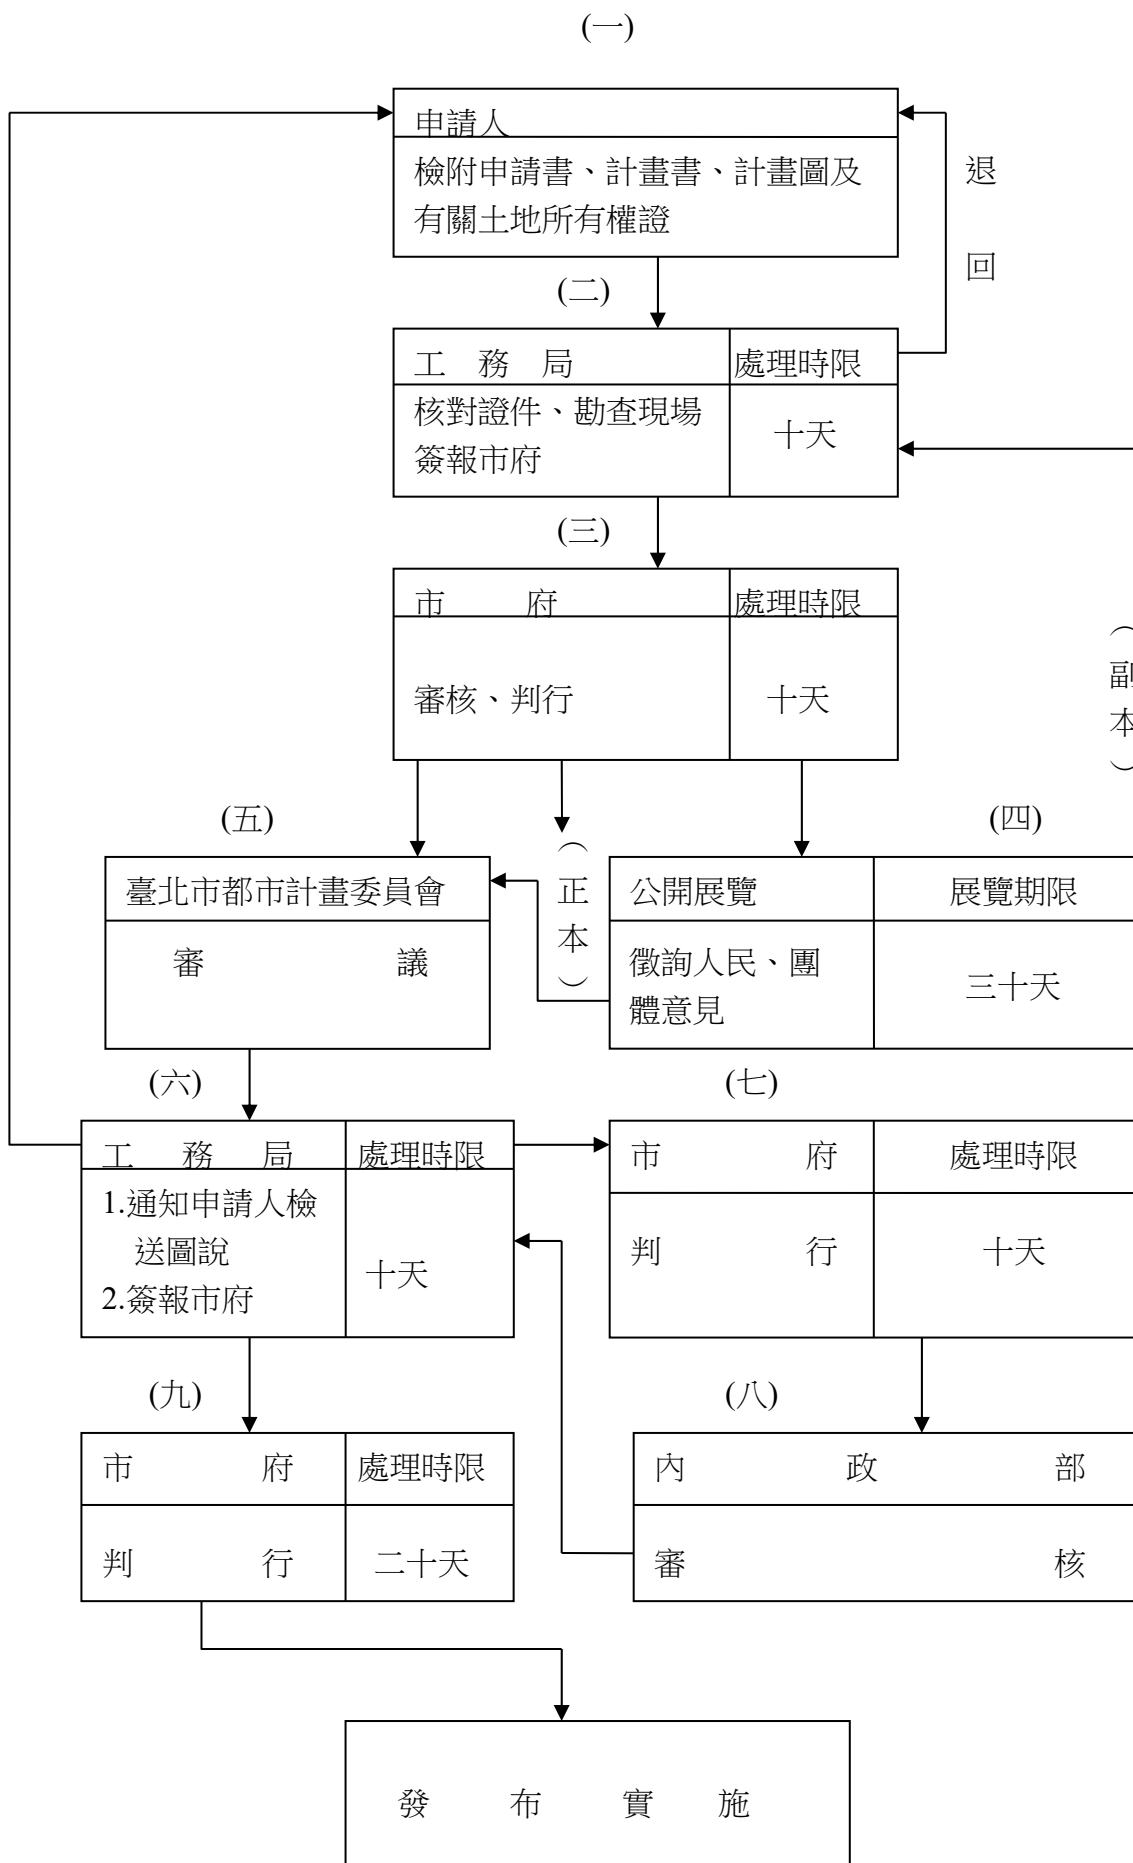 (一)
申請人
檢附申請書、計畫書、計畫圖及
有關土地所有權證
退回
(二)
工務局 處理時限
核對證件、勘查現場
簽報市府
十天
(三)
市府 處理時限
審核、判行 十天
(副本)
(五)
(四)
(正本)
臺北市都市計畫委員會
審議
公開展覽 展覽期限
徵詢人民、團
體意見
三十天
(六)
(七)
工務局 處理時限
1.通知申請人檢
送圖說
2.簽報市府
十天
市府 處理時限
判行 十天
(九)
(八)
市府 處理時限
判行 二十天
內政部
審核
發布實施